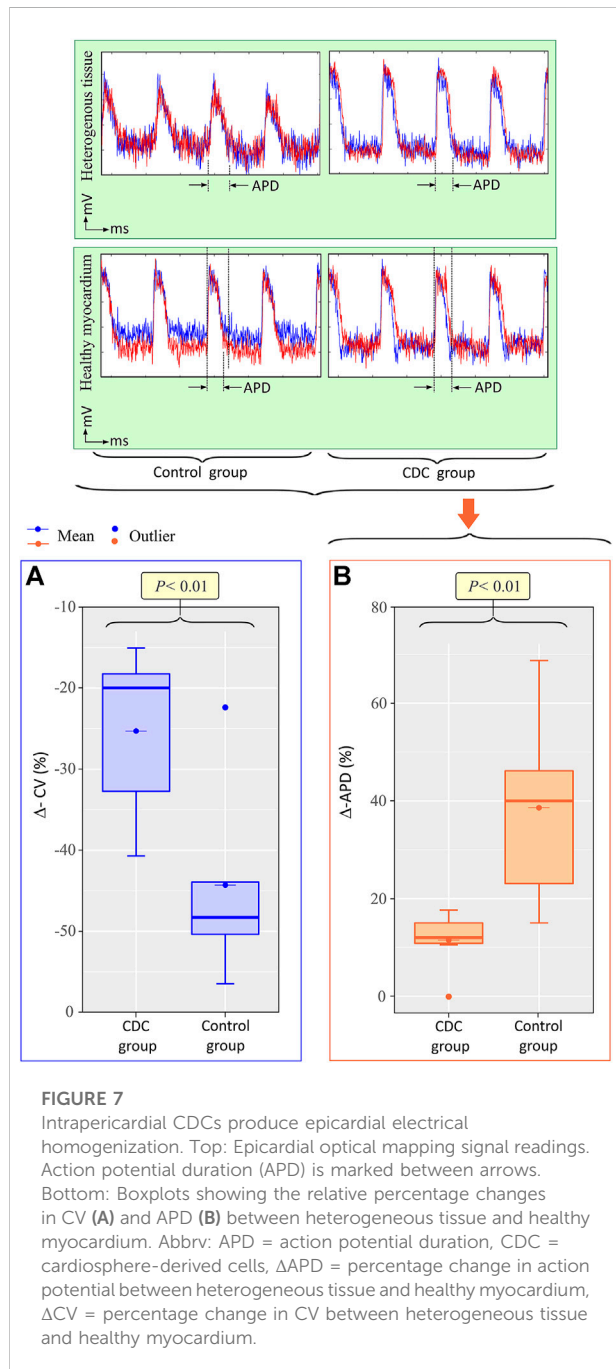 Heterogenous tissue
APD
APD
mV
ms
Healthy myocardium
APD
APD
mV
ms
Control group
CDC group
Mean
Outlier
A
P< 0.01
-10
-20
-30
-40
-50
0
Δ- CV (%)
CDC group
Control group
B
P< 0.01
80
60
40
20
0
Δ-APD (%)
CDC group
Control group
FIGURE 7
Intrapericardial CDCs produce epicardial electrical
homogenization. Top: Epicardial optical mapping signal readings.
Action potential duration (APD) is marked between arrows.
Bottom: Boxplots showing the relative percentage changes
in CV (A) and APD (B) between heterogeneous tissue and healthy
myocardium. Abbrv: APD = action potential duration, CDC =
cardiosphere-derived cells, ΔAPD = percentage change in action
potential between heterogeneous tissue and healthy myocardium,
ΔCV = percentage change in CV between heterogeneous tissue
and healthy myocardium.